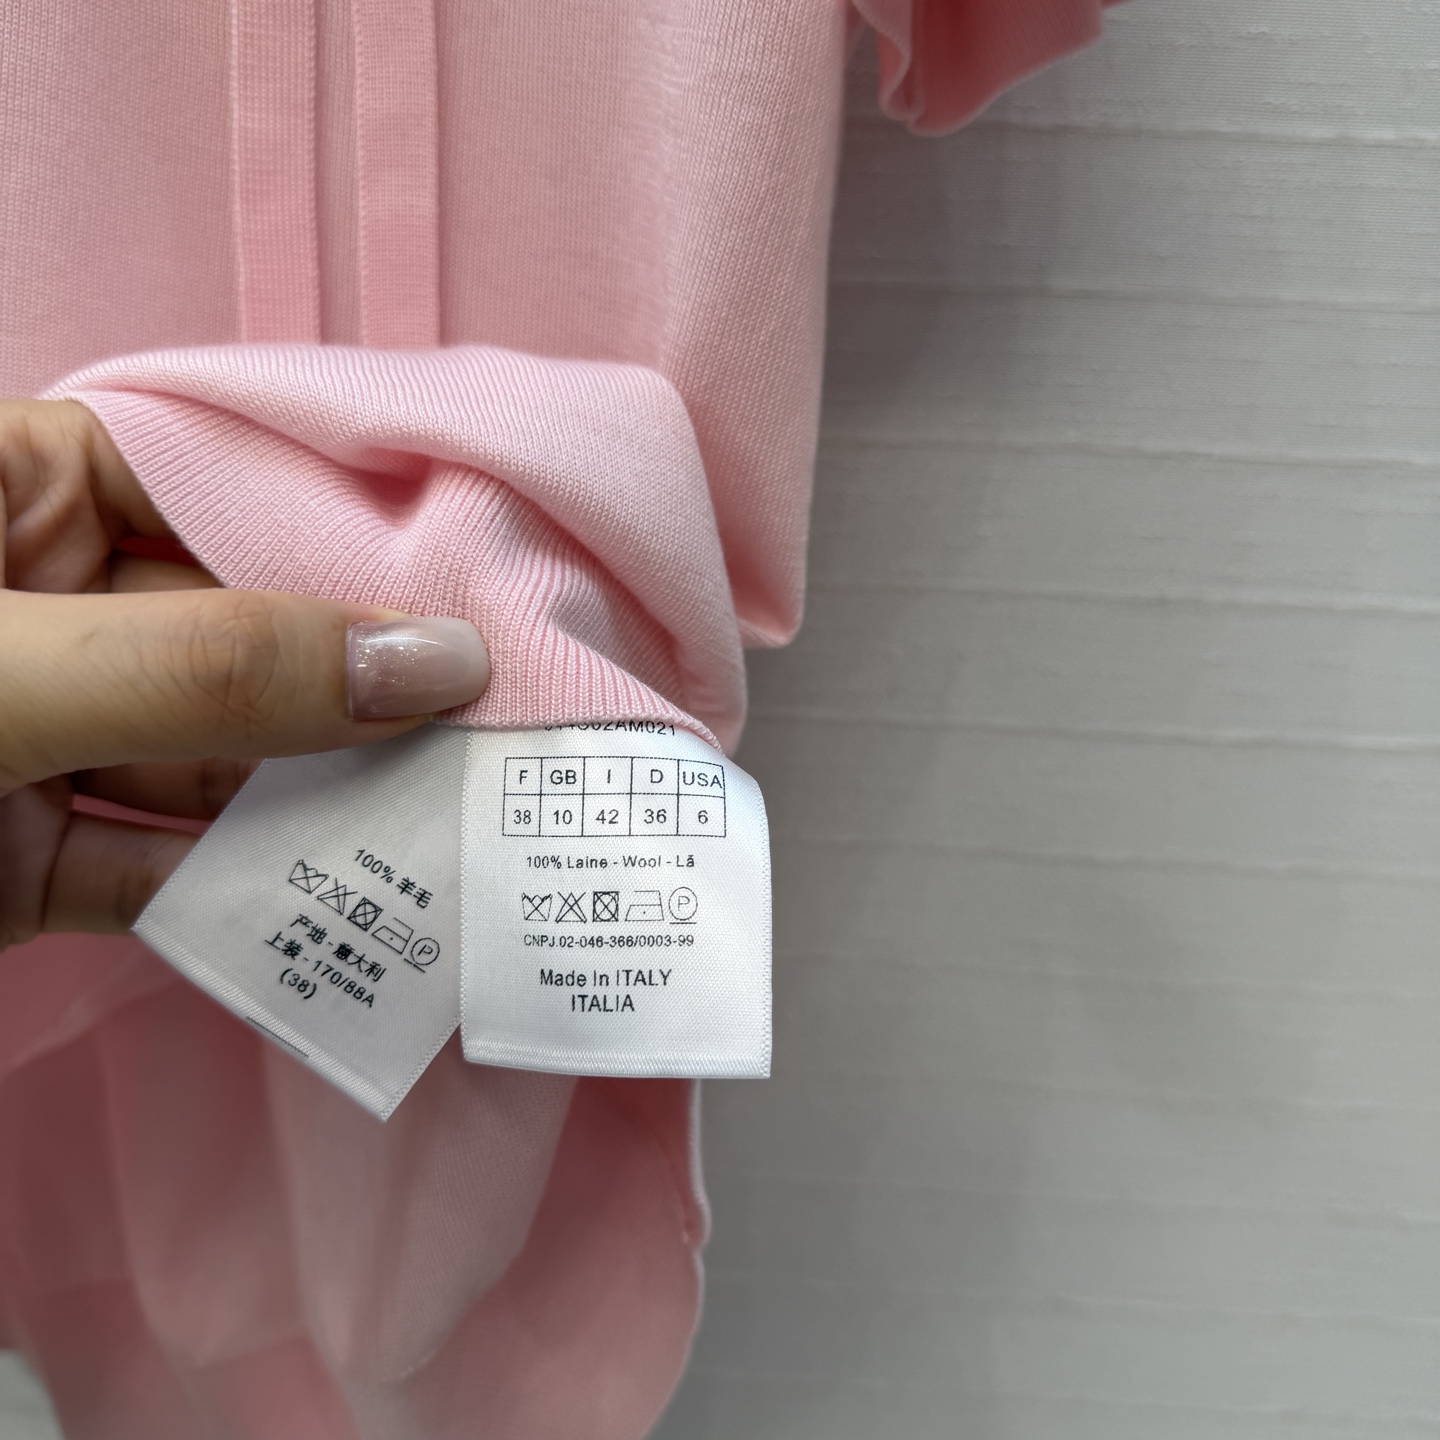 100% 羊毛
P
产地 - 意大利
上装 - 170/88A
(38)
F GB I D USA
38 10 42 36 6
100% Laine - Wool - Lã
P
CNPJ.02-046-366/0003-99
Made In ITALY
ITALIA